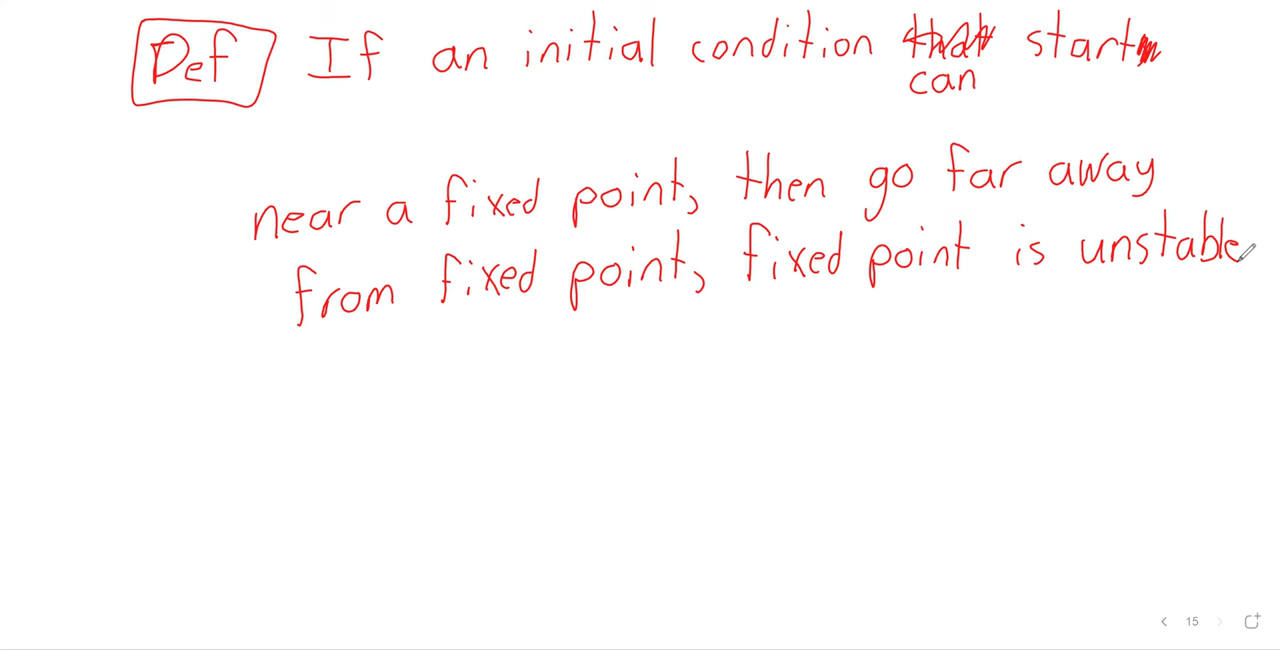 Def If an initial condition that start
can
near a fixed point, then go far away
from fixed point, fixed point is unstable
15